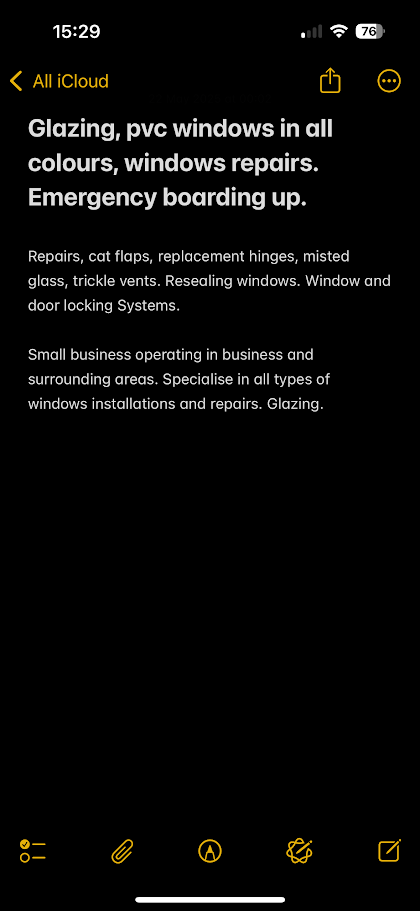 15:29
76
All iCloud
Glazing, pvc windows in all
colours, windows repairs.
Emergency boarding up.
Repairs, cat flaps, replacement hinges, misted
glass, trickle vents. Resealing windows. Window and
door locking Systems.
Small business operating in business and
surrounding areas. Specialise in all types of
windows installations and repairs. Glazing.